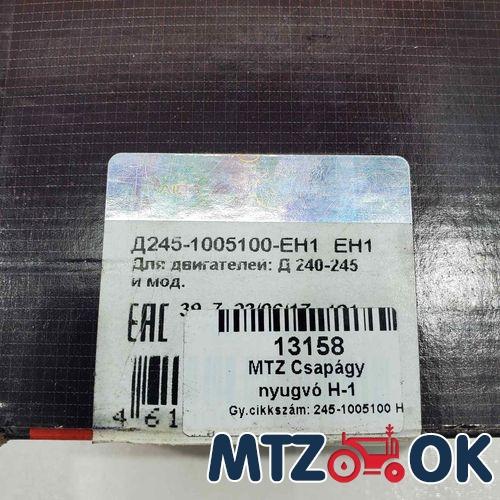 Д245-1005100-ЕН1 ЕН1
Для двигателей: Д 240-245
и мод.
EAC
13158
MTZ Csapágy
nyugvó H-1
Gy.cikkszám: 245-1005100 H
461
MTZ OK